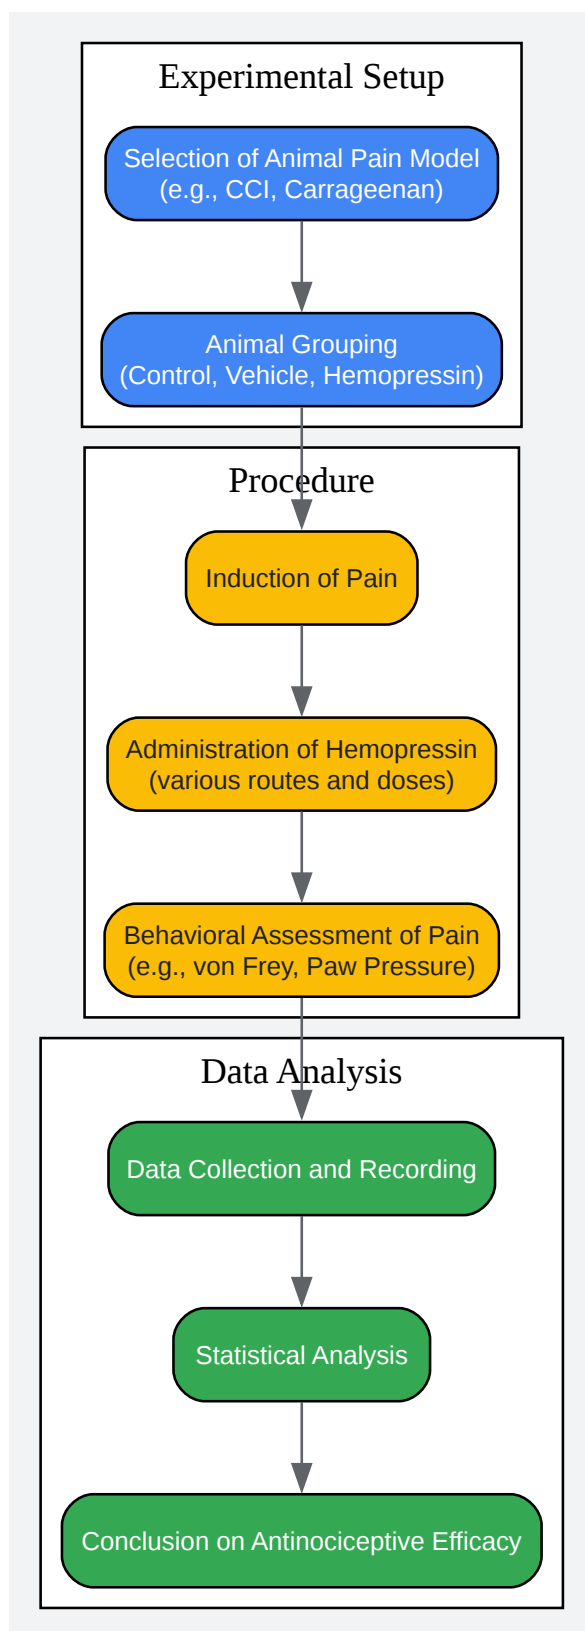 Experimental Setup
Selection of Animal Pain Model
(e.g., CCI, Carrageenan)
Animal Grouping
(Control, Vehicle, Hemopressin)
Procedure
Induction of Pain
Administration of Hemopressin
(various routes and doses)
Behavioral Assessment of Pain
(e.g., von Frey, Paw Pressure)
Data Analysis
Data Collection and Recording
Statistical Analysis
Conclusion on Antinociceptive Efficacy